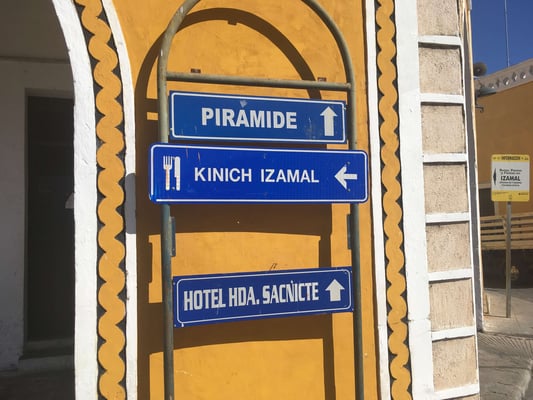 PIRAMIDE
KINICH IZAMAL
HOTEL HDA. SACNICTE
IZAMAL